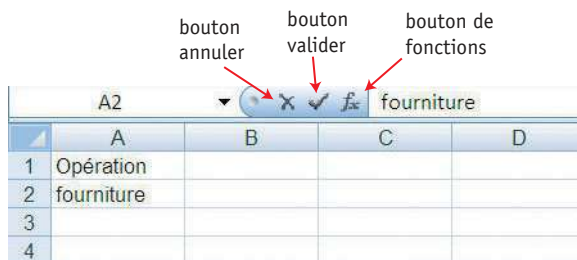 bouton
annuler
bouton
valider
bouton de
fonctions
A2 fx fourniture
A B C D
1 Opération
2 fourniture
3
4